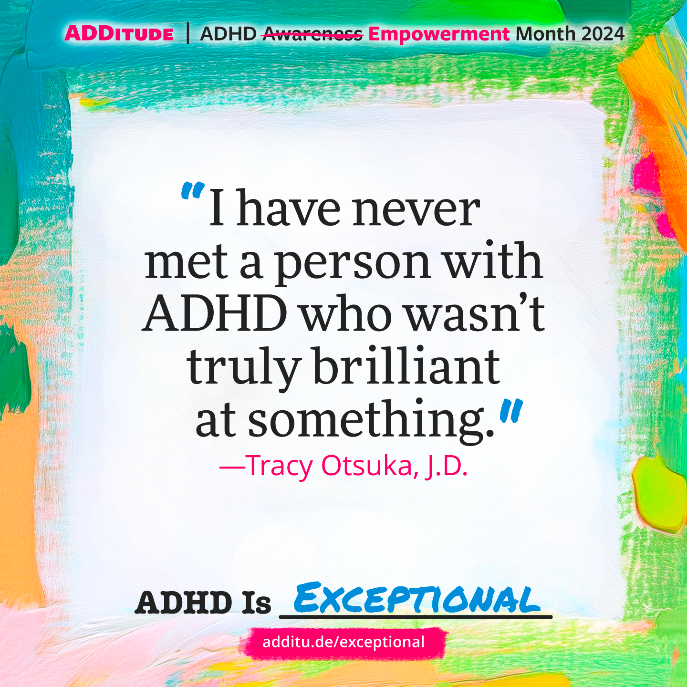 ADDITUDE | ADHD Awareness Empowerment Month 2024
"I have never
met a person with
ADHD who wasn't
truly brilliant
at something."
—Tracy Otsuka, J.D.
ADHD Is EXCEPTIONAL
additu.de/exceptional